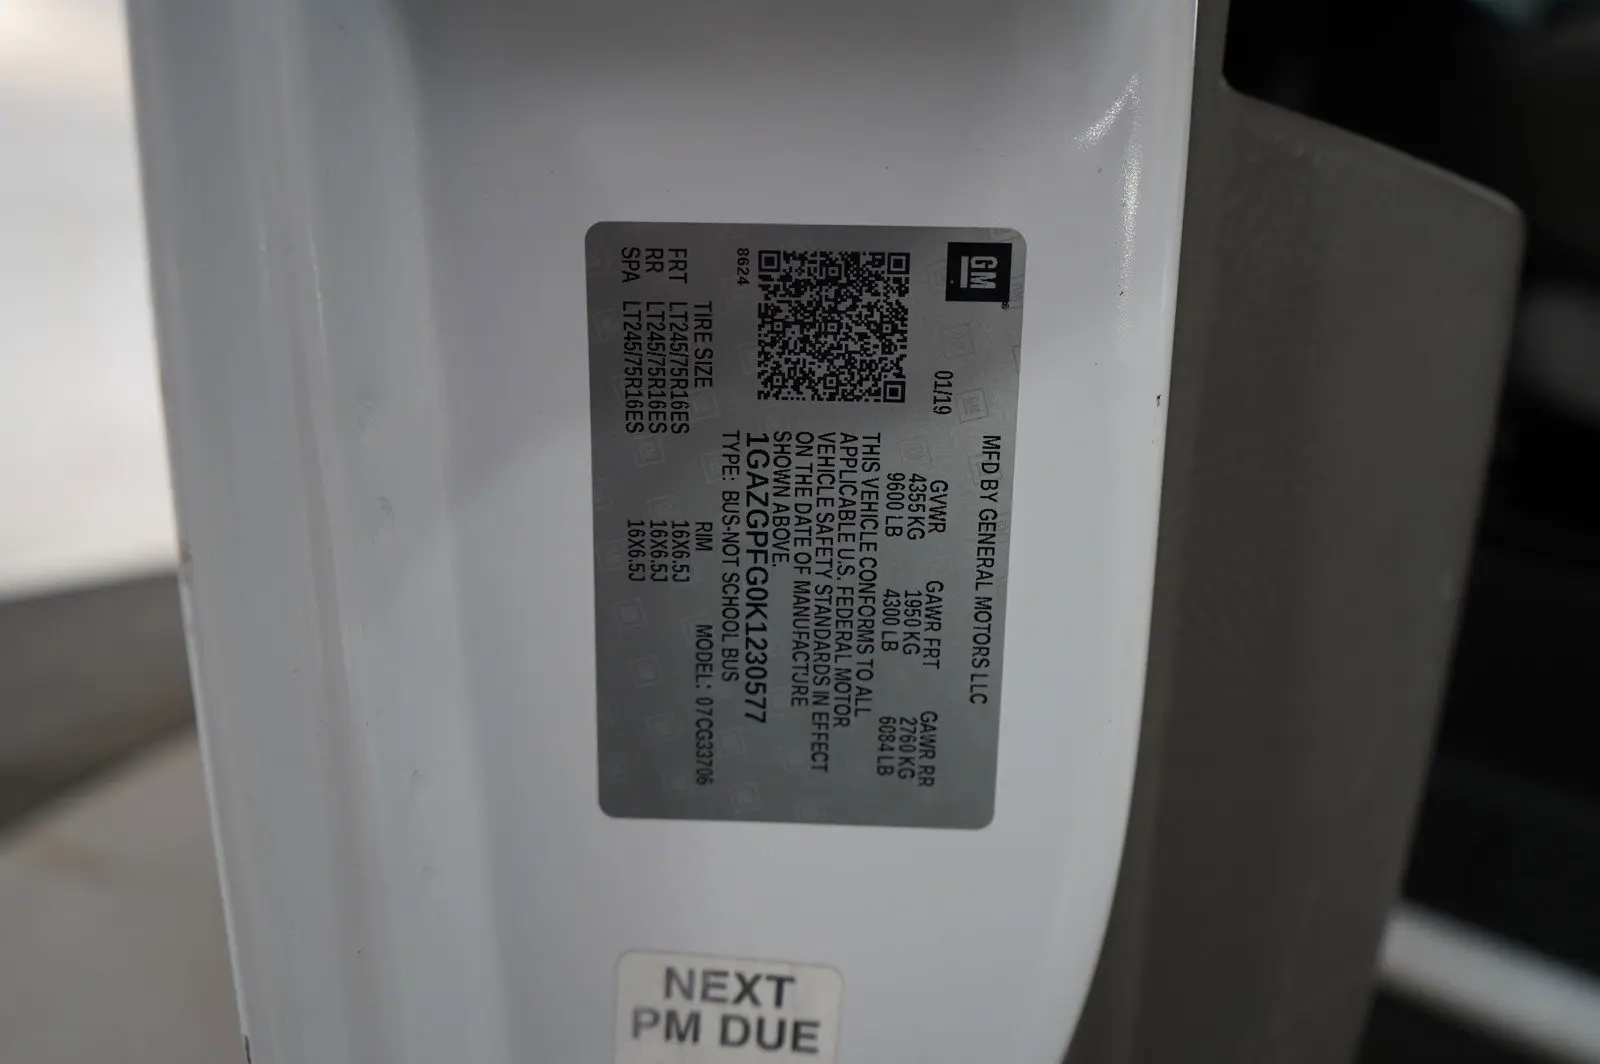 GM
MFD BY GENERAL MOTORS LLC
01/19
GVWR GAWR FRT GAWR RR
4355 KG 1950 KG 2760 KG
9600 LB 4300 LB 6084 LB
THIS VEHICLE CONFORMS TO ALL
APPLICABLE U.S. FEDERAL MOTOR
VEHICLE SAFETY STANDARDS IN EFFECT
ON THE DATE OF MANUFACTURE
SHOWN ABOVE.
1GAZGPFG0K1230577
TYPE: BUS-NOT SCHOOL BUS
8624
MODEL: 07CG33706
TIRE SIZE RIM
FRT LT245/75R16ES 16X6.5J
RR LT245/75R16ES 16X6.5J
SPA LT245/75R16ES 16X6.5J
NEXT
PM DUE